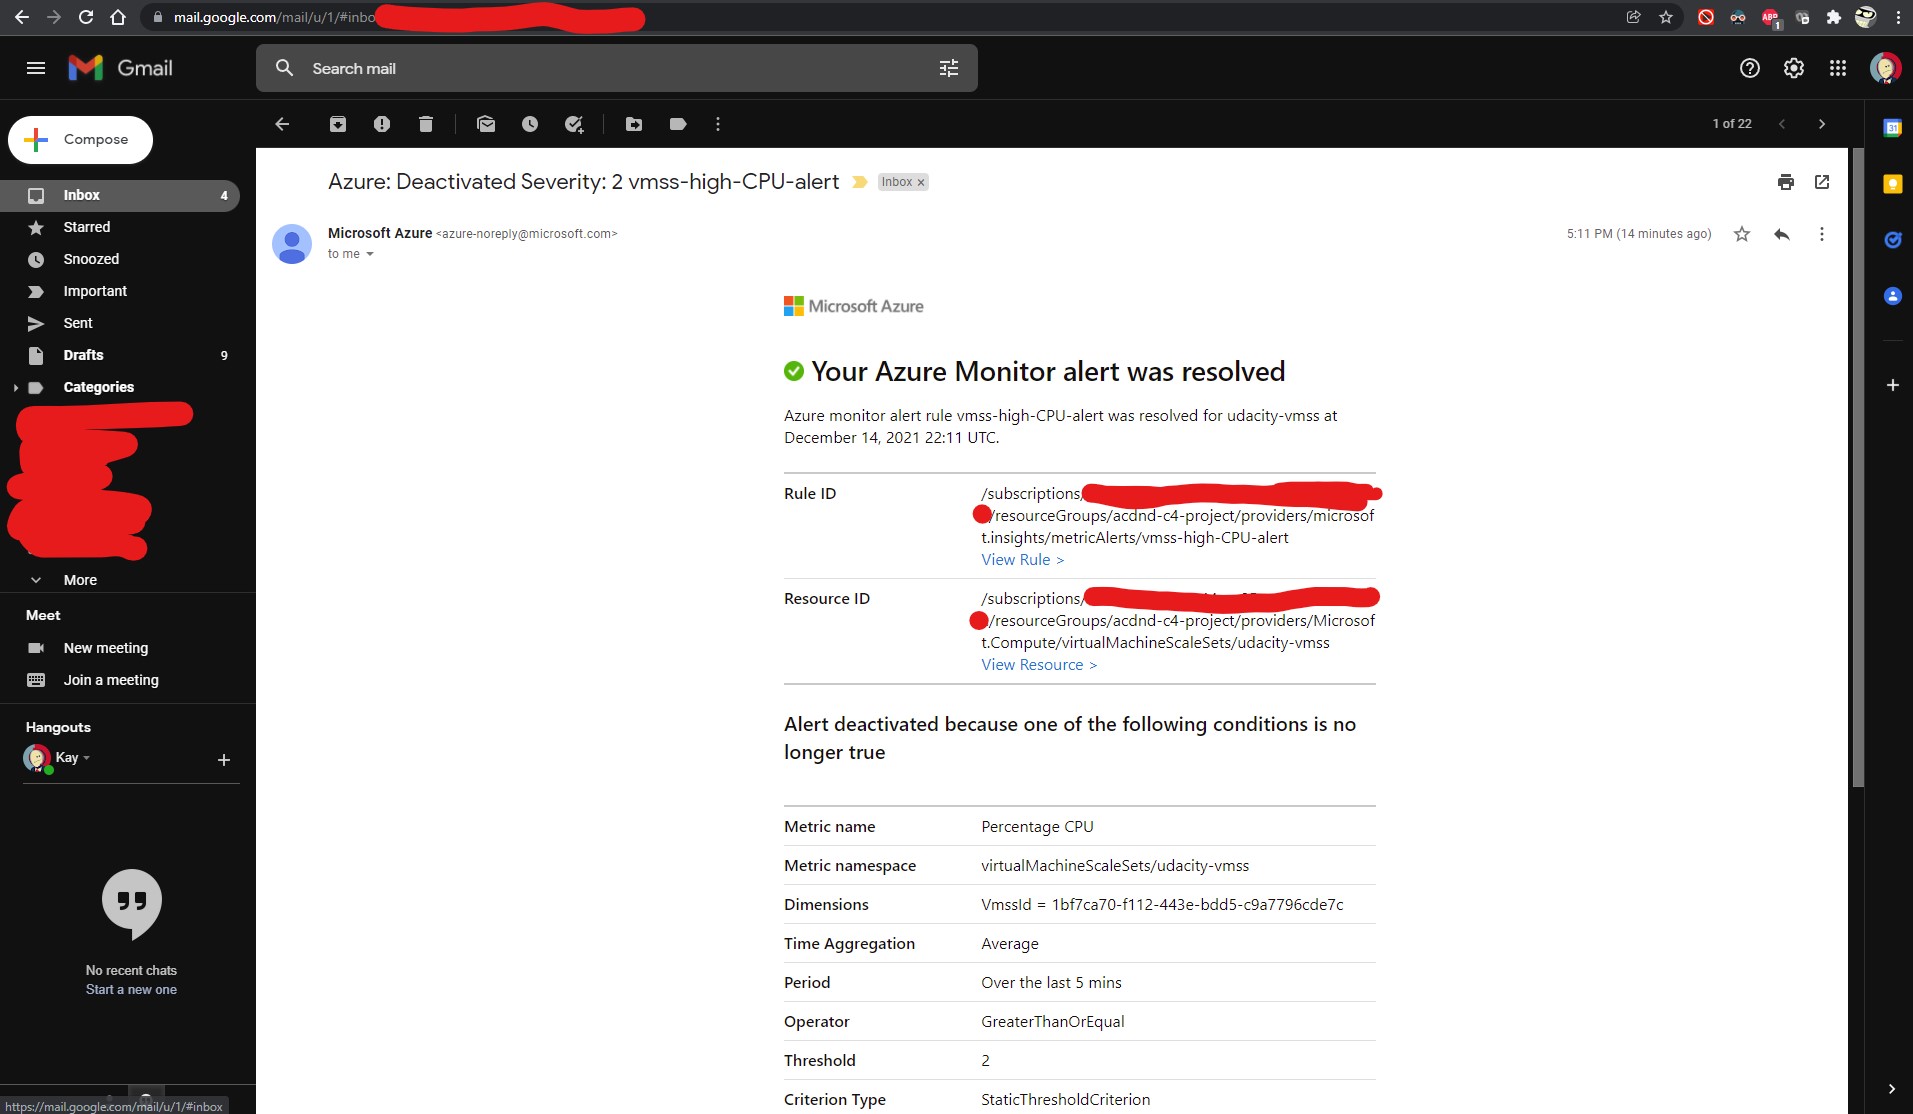 mail.google.com/mail/u/1/#inbo
ABP
1
Gmail
Search mail
Compose
1 of 22
31
Inbox 4
Starred
Snoozed
Important
Sent
Drafts 9
Categories
More
Meet
New meeting
Join a meeting
Hangouts
Kay
No recent chats
Start a new one
https://mail.google.com/mail/u/1/#inbox
Azure: Deactivated Severity: 2 vmss-high-CPU-alert Inbox x
Microsoft Azure <azure-noreply@microsoft.com>
5:11 PM (14 minutes ago)
to me
Microsoft Azure
Your Azure Monitor alert was resolved
Azure monitor alert rule vmss-high-CPU-alert was resolved for udacity-vmss at
December 14, 2021 22:11 UTC.
Rule ID /subscriptions/
/resourceGroups/acdnd-c4-project/providers/microsof
t.insights/metricAlerts/vmss-high-CPU-alert
View Rule >
Resource ID /subscriptions/
/resourceGroups/acdnd-c4-project/providers/Microsof
t.Compute/virtualMachineScaleSets/udacity-vmss
View Resource >
Alert deactivated because one of the following conditions is no
longer true
Metric name Percentage CPU
Metric namespace virtualMachineScaleSets/udacity-vmss
Dimensions VmssId = 1bf7ca70-f112-443e-bdd5-c9a7796cde7c
Time Aggregation Average
Period Over the last 5 mins
Operator GreaterThanOrEqual
Threshold 2
Criterion Type StaticThresholdCriterion